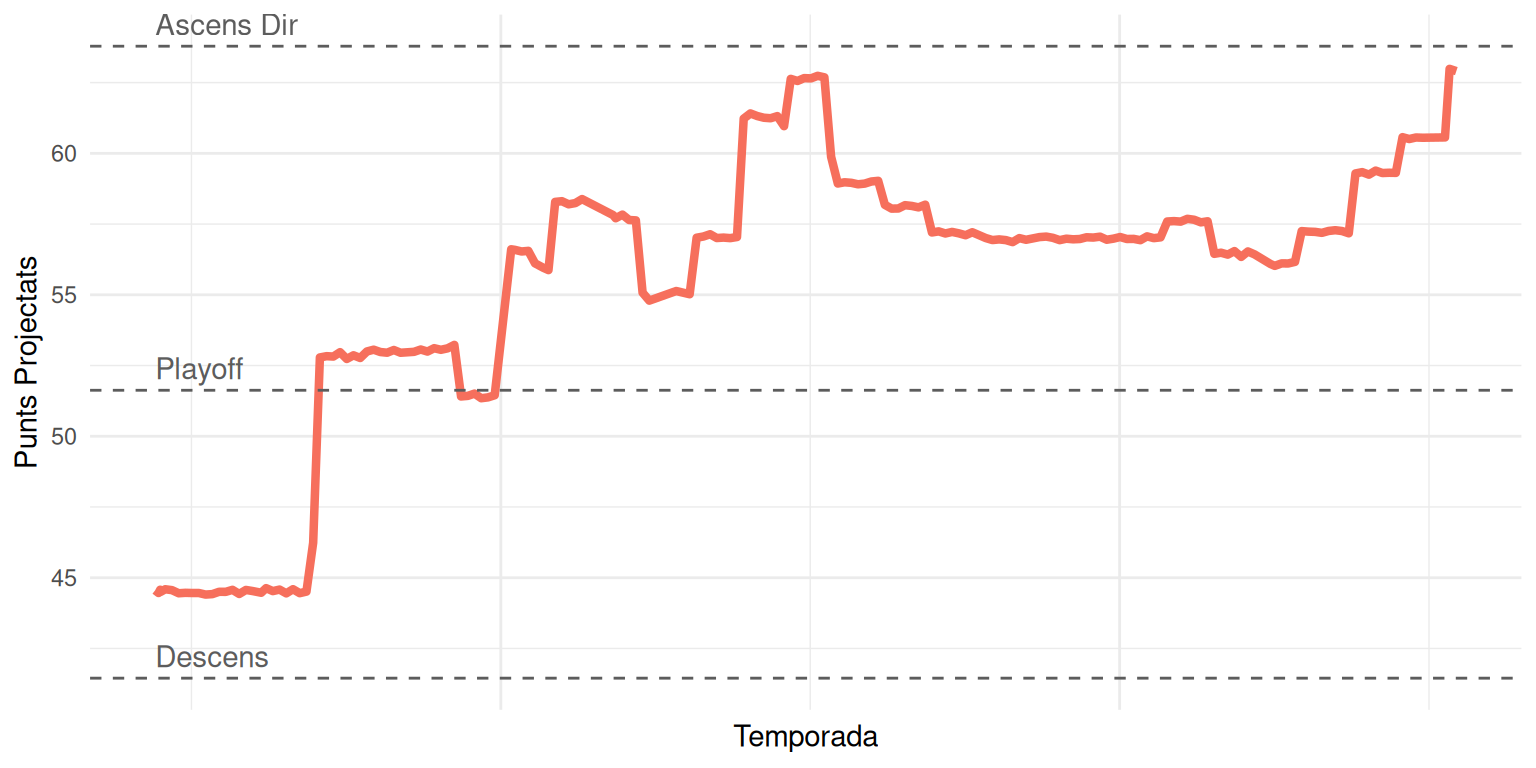 Ascens Dir
60
55
Playoff
50
45
Descens
Punts Projectats
Temporada